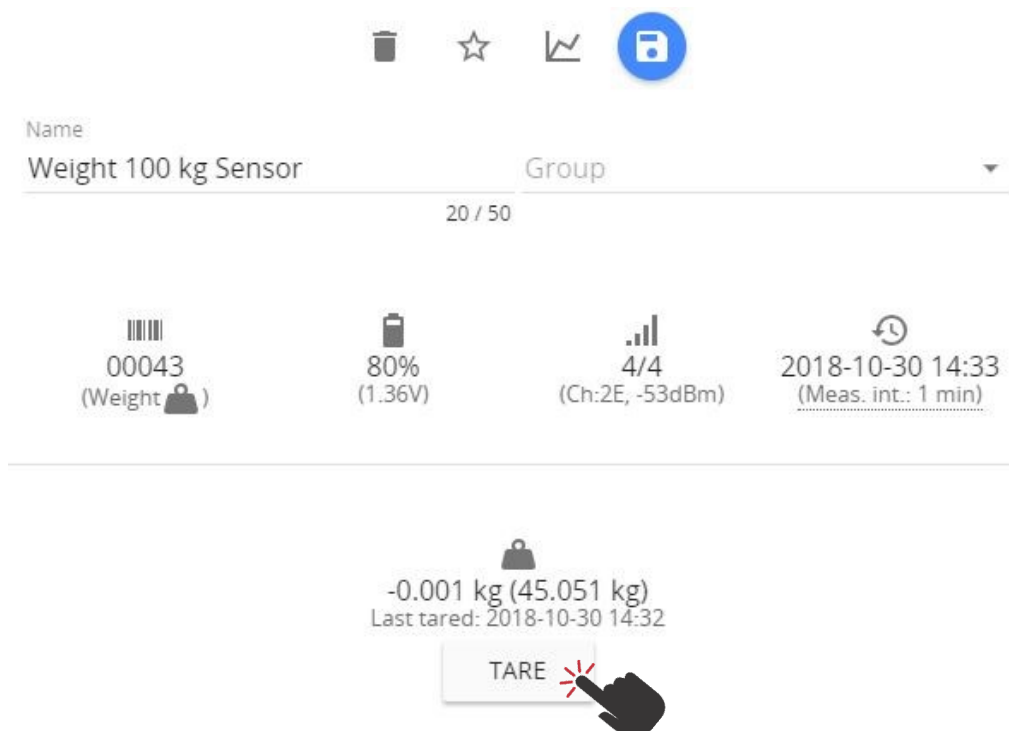 Name
Weight 100 kg Sensor
Group
20 / 50
00043
(Weight )
80%
(1.36V)
4/4
(Ch:2E, -53dBm)
2018-10-30 14:33
(Meas. int.: 1 min)
-0.001 kg (45.051 kg)
Last tared: 2018-10-30 14:32
TARE